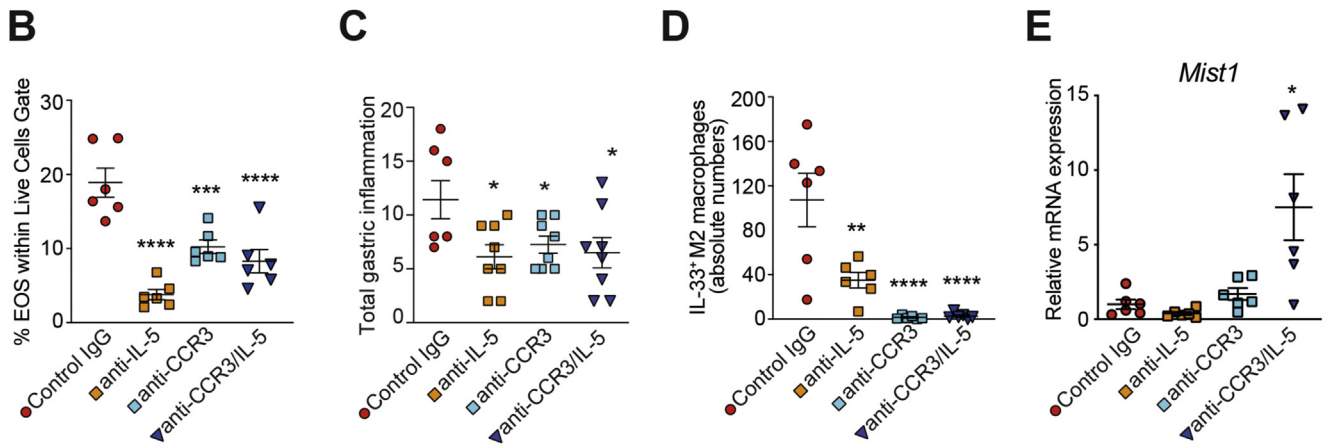 B
% EOS within Live Cells Gate
30
20
10
0
****
***
****
Control IgG
anti-IL-5
anti-CCR3
anti-CCR3/IL-5
C
Total gastric inflammation
20
15
10
5
0
*
*
*
Control IgG
anti-IL-5
anti-CCR3
anti-CCR3/IL-5
D
IL-33⁺ M2 macrophages
(absolute numbers)
200
160
120
80
40
0
**
****
****
Control IgG
anti-IL-5
anti-CCR3
anti-CCR3/IL-5
E
Mist1
Relative mRNA expression
15
10
5
0
*
Control IgG
anti-IL-5
anti-CCR3
anti-CCR3/IL-5